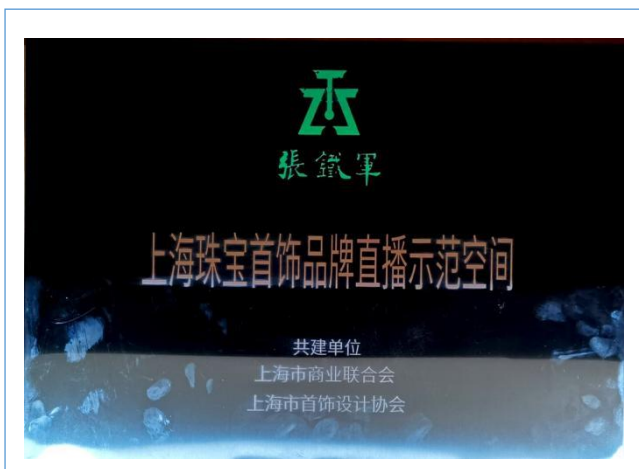 張鐵軍
上海珠宝首饰品牌直播示范空间
共建单位
上海市商业联合会
上海市首饰设计协会